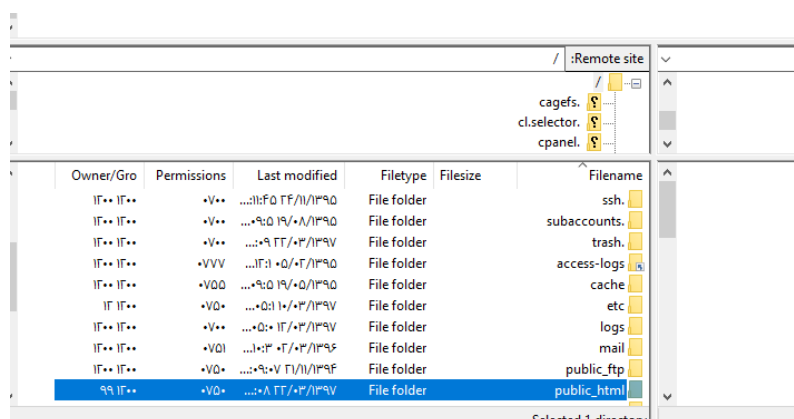 / :Remote site
/
cagefs.
cl.selector.
cpanel.
Owner/Gro Permissions Last modified Filetype Filesize Filename
۱۲۰۰ ۱۲۰۰ ۰۷۰۰ ...:۱۱:۴۵ ۲۴/۱۱/۱۳۹۵ File folder ssh.
۱۲۰۰ ۱۲۰۰ ۰۷۰۰ ...۰۹:۵ ۱۹/۰۸/۱۳۹۵ File folder subaccounts.
۱۲۰۰ ۱۲۰۰ ۰۷۰۰ ...:۰۹ ۲۲/۰۳/۱۳۹۷ File folder trash.
۱۲۰۰ ۱۲۰۰ ۰۷۷۷ ...۱۲:۱ ۰۵/۰۲/۱۳۹۷ File folder access-logs
۱۲۰۰ ۱۲۰۰ ۰۷۵۵ ...۰۹:۵ ۱۹/۰۵/۱۳۹۵ File folder cache
۱۲ ۱۲۰۰ ۰۷۵۰ ...۰۵:۱ ۱۰/۰۳/۱۳۹۷ File folder etc
۱۲۰۰ ۱۲۰۰ ۰۷۰۰ ...۰۵:۰ ۱۲/۰۳/۱۳۹۷ File folder logs
۱۲۰۰ ۱۲۰۰ ۰۷۵۱ ...۱۰:۳ ۰۲/۰۳/۱۳۹۶ File folder mail
۱۲۰۰ ۱۲۰۰ ۰۷۵۰ ...:۰۹:۰۷ ۲۱/۱۱/۱۳۹۴ File folder public_ftp
۹۹ ۱۲۰۰ ۰۷۵۰ ...:۰۸ ۲۲/۰۳/۱۳۹۷ File folder public_html
Selected 1 directory